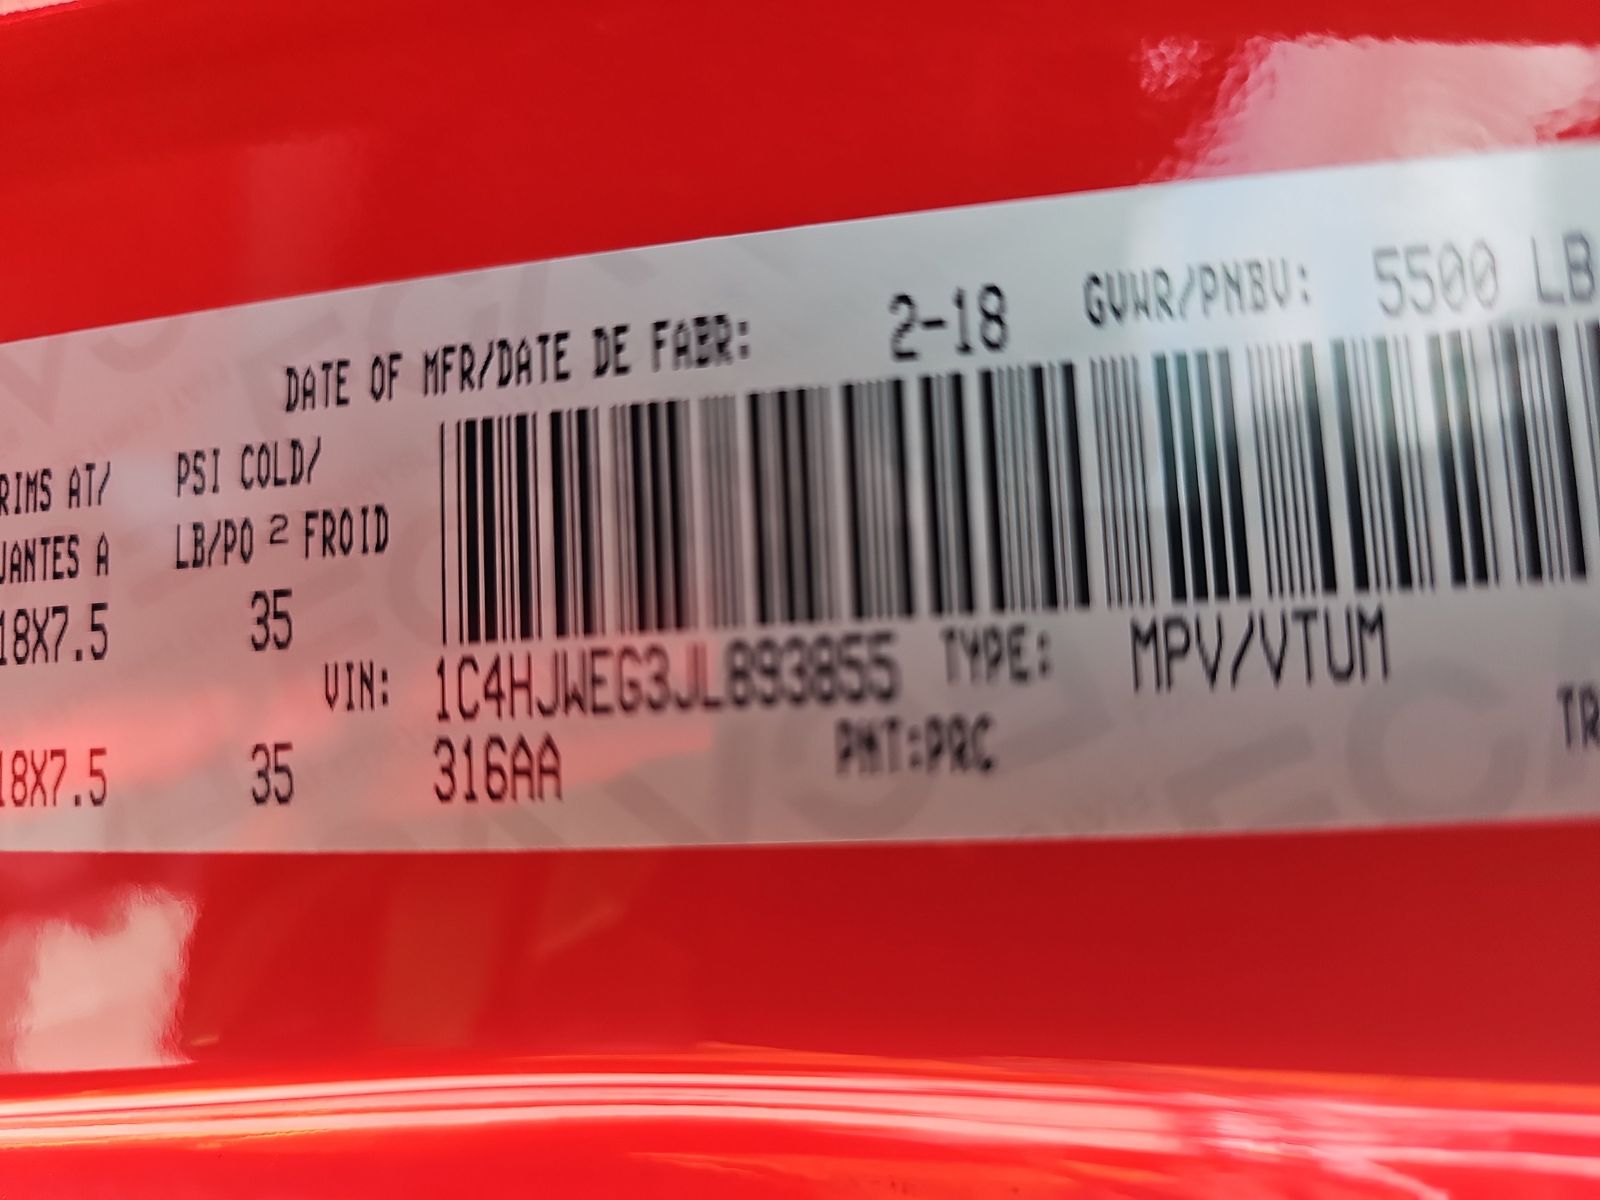 DATE OF MFR/DATE DE FABR: 2-18 GVWR/PNBV: 5500 LB
RIMS AT/ PSI COLD/
JANTES A LB/PO 2 FROID
18X7.5 35
VIN: 1C4HJWEG3JL893855 TYPE: MPV/VTUM
18X7.5 35 316AA PNT:PRC TR